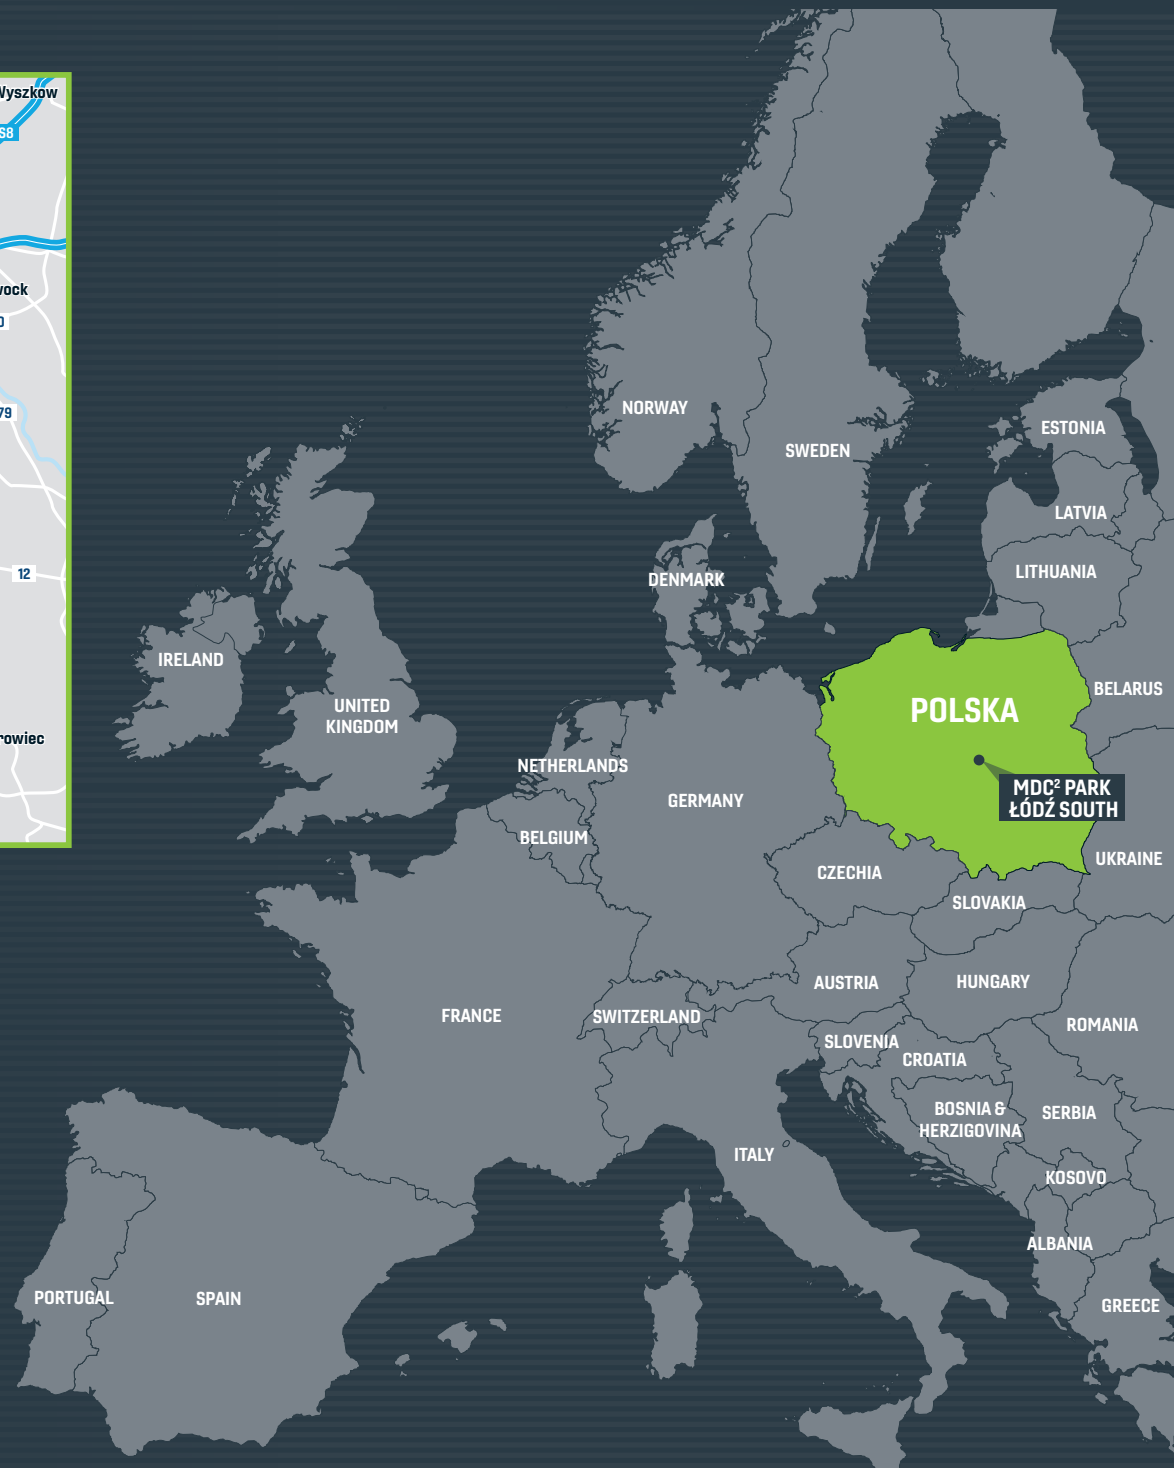 Wyszków
S8
12
79
NORWAY
SWEDEN
ESTONIA
LATVIA
LITHUANIA
DENMARK
IRELAND
UNITED
KINGDOM
NETHERLANDS
BELGIUM
GERMANY
POLSKA
MDC² PARK
ŁÓDŹ SOUTH
BELARUS
UKRAINE
CZECHIA
SLOVAKIA
AUSTRIA
HUNGARY
FRANCE
SWITZERLAND
SLOVENIA
CROATIA
ROMANIA
BOSNIA &
HERZIGOVINA
SERBIA
ITALY
KOSOVO
ALBANIA
PORTUGAL
SPAIN
GREECE